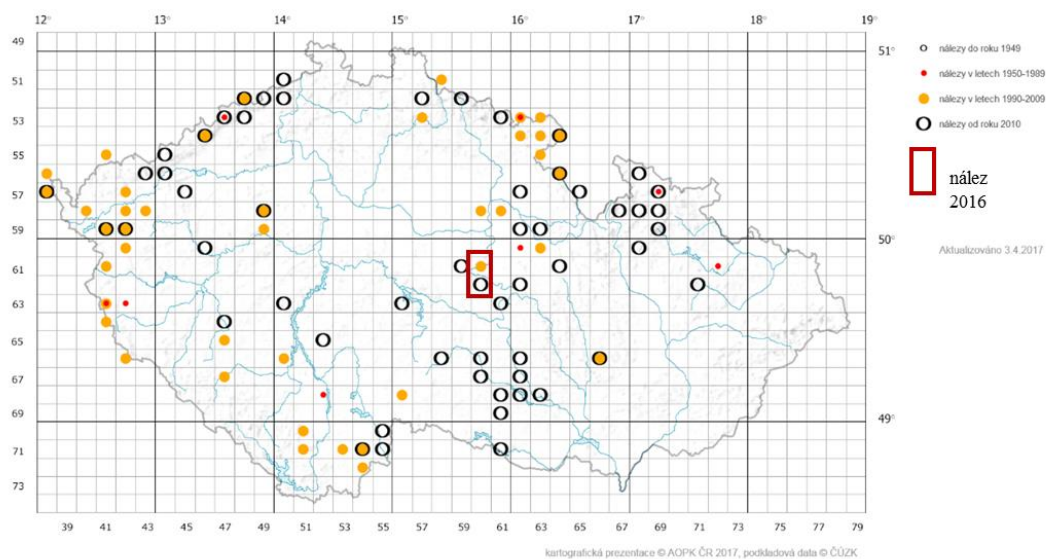 12° 13 14 15 16 17 18 19°
49
51
53
55
57
59
61
63
65
67
69
71
73
51°
50
49
39 41 43 45 47 49 51 53 55 57 59 61 63 65 67 69 71 77 79
nálezy do roku 1949
nálezy v letech 1950-1989
nálezy v letech 1990-2009
nálezy od roku 2010
nález
2016
Aktualizováno 3.4.2017
kartografická prezentace © AOPK ČR 2017, podkladová data © ČÚZK